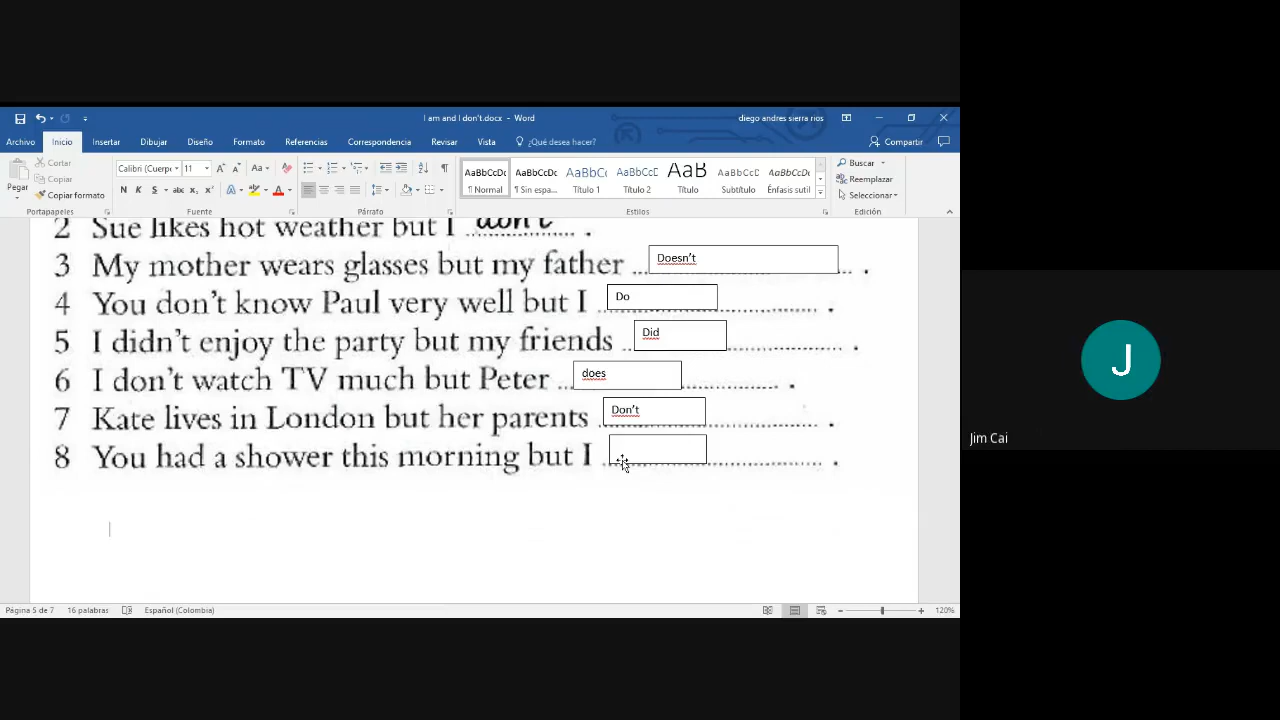 I am and I don't.docx - Word
diego andres sierra rios
Archivo Inicio Insertar Dibujar Diseño Formato Referencias Correspondencia Revisar Vista ¿Qué desea hacer? Compartir
Pegar Cortar Copiar Copiar formato
Calibri (Cuerp 11 Aa
N K S abc x₂ x² A A
AaBbCcDc AaBbCcDc AaBbC AaBbCcC AaB AaBbCcC AaBbCcDc
¶ Normal ¶ Sin espa... Título 1 Título 2 Título Subtítulo Énfasis sutil
Buscar Reemplazar Seleccionar
Portapapeles Fuente Párrafo Estilos Edición
2 Sue likes hot weather but I don't .
3 My mother wears glasses but my father Doesn't .
4 You don't know Paul very well but I Do .
5 I didn't enjoy the party but my friends Did .
6 I don't watch TV much but Peter does .
7 Kate lives in London but her parents Don't .
8 You had a shower this morning but I .
Página 5 de 7 16 palabras Español (Colombia) 120%
J
Jim Cai